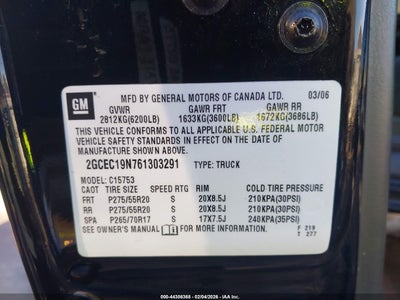 GM
MFD BY GENERAL MOTORS OF CANADA LTD. 03/06
GVWR GAWR FRT GAWR RR
2812KG(6200LB) 1633KG(3600LB) 1672KG(3686LB)
THIS VEHICLE CONFORMS TO ALL APPLICABLE U.S. FEDERAL MOTOR
VEHICLE SAFETY STANDARDS IN EFFECT ON THE DATE OF
MANUFACTURE SHOWN ABOVE.
2GCEC19N761303291 TYPE: TRUCK
MODEL: C15753
CAOT TIRE SIZE SPEED RTG RIM COLD TIRE PRESSURE
FRT P275/55R20 S 20X8.5J 210KPA(30PSI)
RR P275/55R20 S 20X8.5J 210KPA(30PSI)
SPA P265/70R17 S 17X7.5J 240KPA(35PSI)
SEE OWNER'S MANUAL FOR MORE INFORMATION.
F 219
T 277
000-44308368 - 02/04/2026 - IAA Holdings, LLC